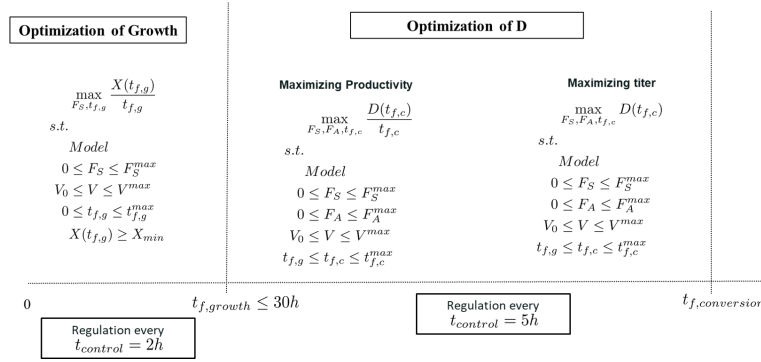 Optimization of Growth
Optimization of D
max_{F_S,t_{f,g}} X(t_{f,g}) / t_{f,g}
s.t.
Model
0 ≤ F_S ≤ F_S^{max}
V_0 ≤ V ≤ V^{max}
0 ≤ t_{f,g} ≤ t_{f,g}^{max}
X(t_{f,g}) ≥ X_{min}
Maximizing Productivity
max_{F_S,F_A,t_{f,c}} D(t_{f,c}) / t_{f,c}
s.t.
Model
0 ≤ F_S ≤ F_S^{max}
0 ≤ F_A ≤ F_A^{max}
V_0 ≤ V ≤ V^{max}
t_{f,g} ≤ t_{f,c} ≤ t_{f,c}^{max}
Maximizing titer
max_{F_S,F_A,t_{f,c}} D(t_{f,c})
s.t.
Model
0 ≤ F_S ≤ F_S^{max}
0 ≤ F_A ≤ F_A^{max}
V_0 ≤ V ≤ V^{max}
t_{f,g} ≤ t_{f,c} ≤ t_{f,c}^{max}
0
t_{f,growth} ≤ 30h
t_{f,conversion}
Regulation every
t_{control} = 2h
Regulation every
t_{control} = 5h